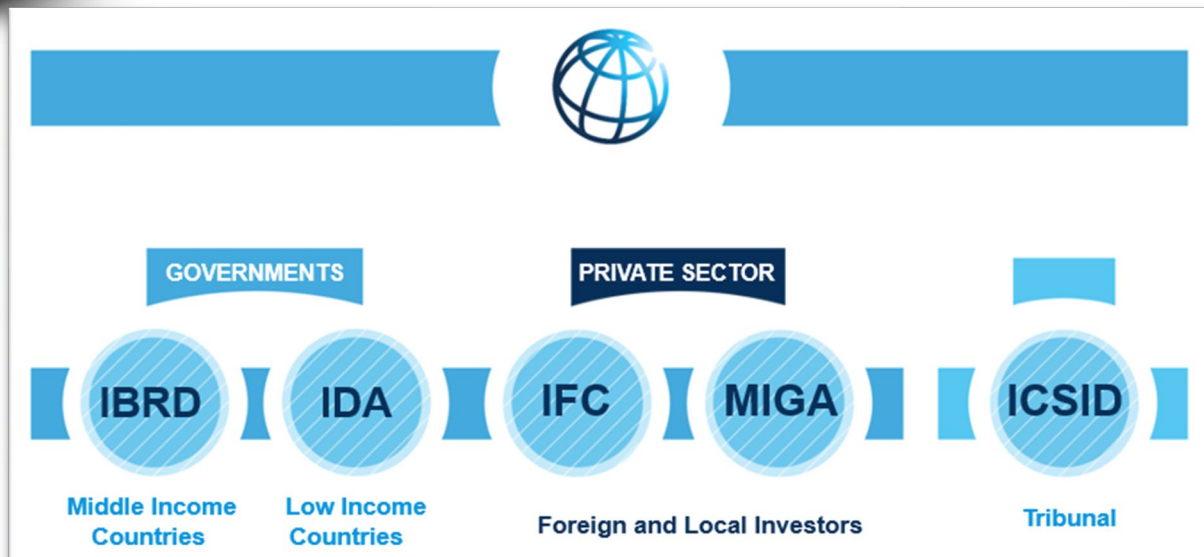 GOVERNMENTS
PRIVATE SECTOR
IBRD
IDA
IFC
MIGA
ICSID
Middle Income
Countries
Low Income
Countries
Foreign and Local Investors
Tribunal